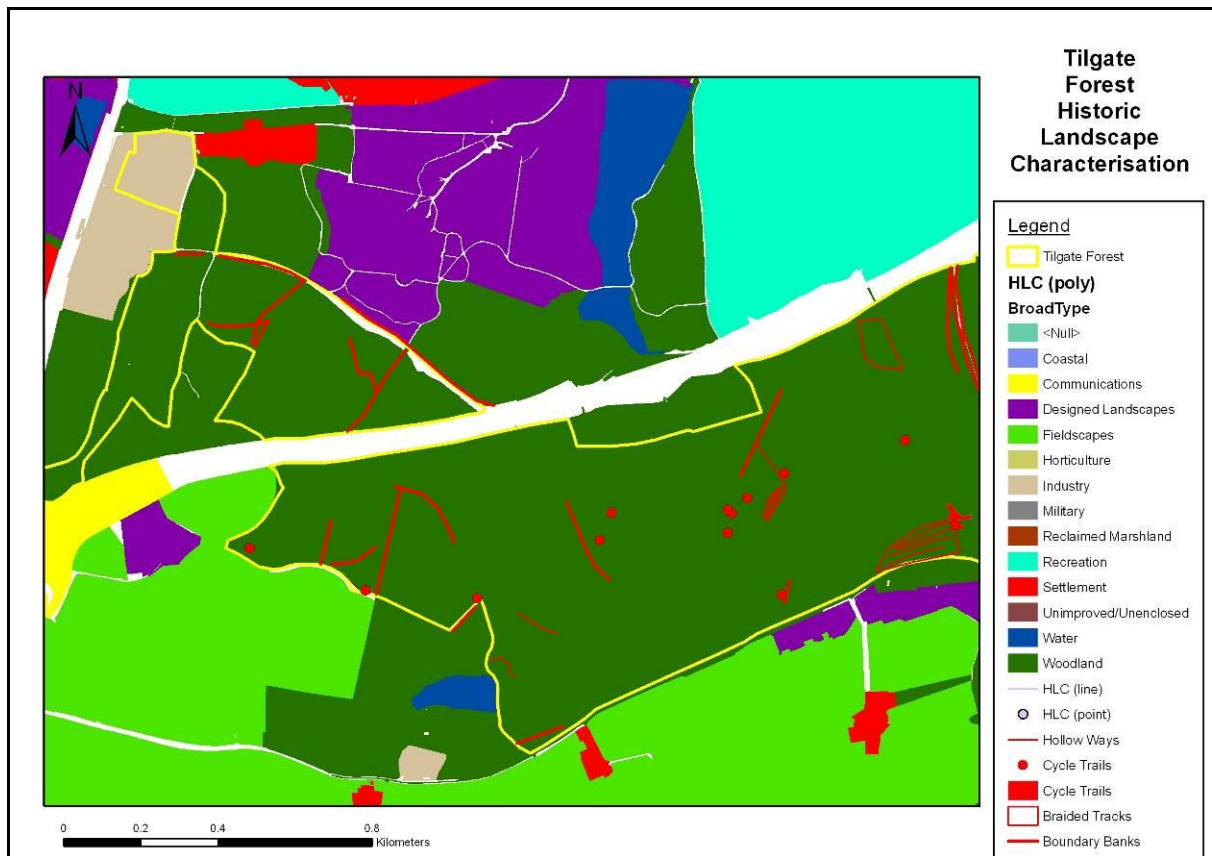 Tilgate
Forest
Historic
Landscape
Characterisation
N
Legend
Tilgate Forest
HLC (poly)
BroadType
<Null>
Coastal
Communications
Designed Landscapes
Fieldscapes
Horticulture
Industry
Military
Reclaimed Marshland
Recreation
Settlement
Unimproved/Unenclosed
Water
Woodland
HLC (line)
HLC (point)
Hollow Ways
Cycle Trails
Cycle Trails
Braided Tracks
Boundary Banks
0 0.2 0.4 0.8
Kilometers